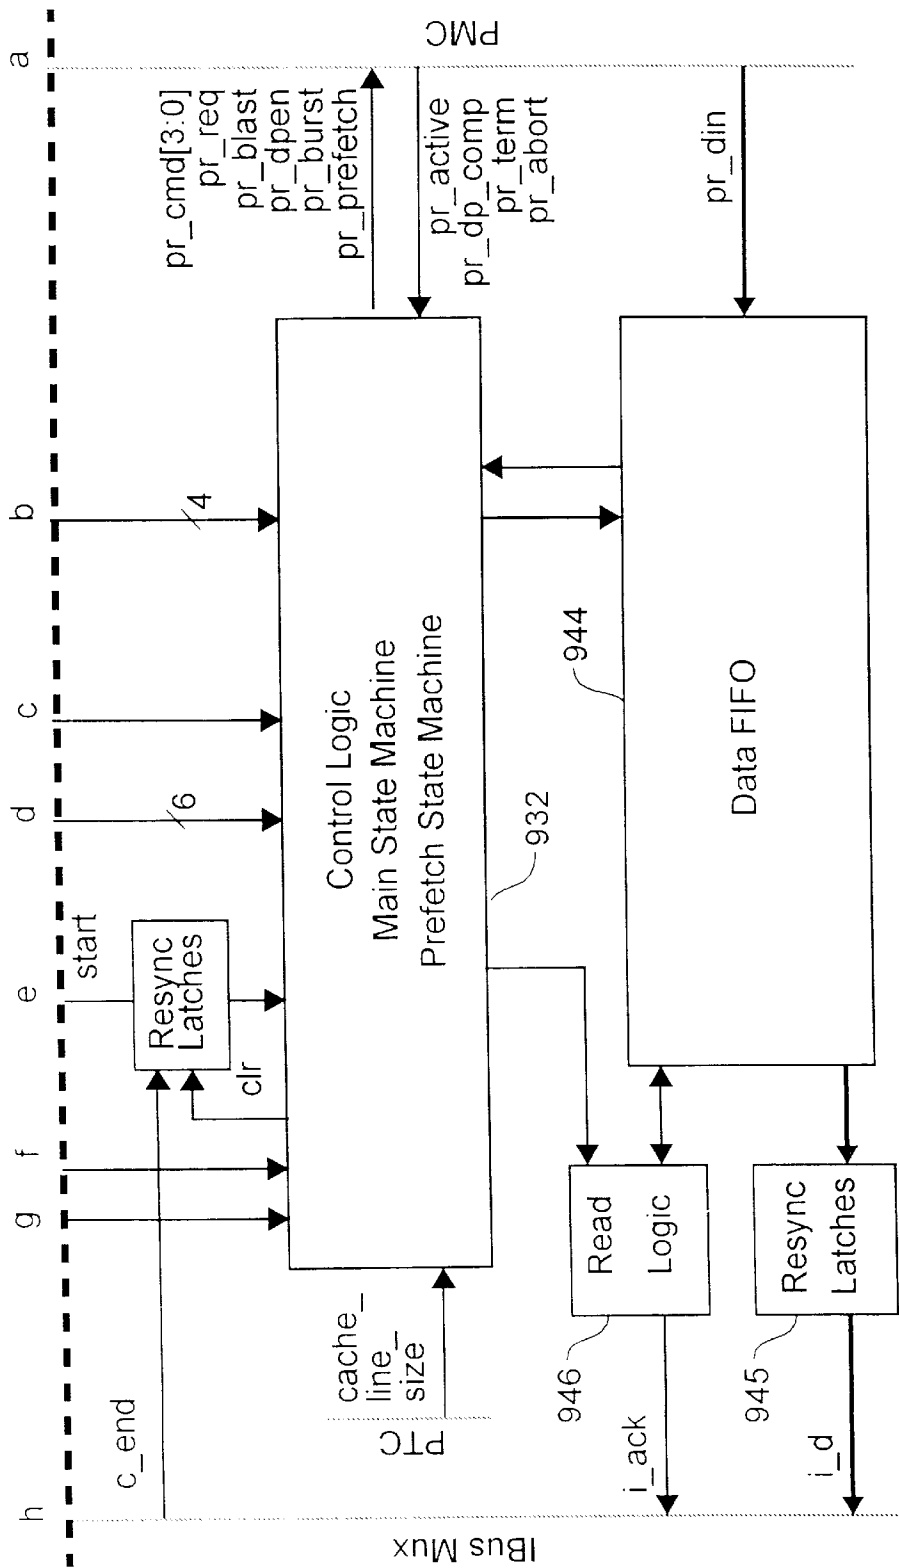 h
g
f
e
d
c
b
a
c_end
start
Resync
Latches
clr
4
6
pr_cmd[3:0]
pr_req
pr_blast
pr_dpen
pr_burst
pr_prefetch
PMC
PTC
cache_
line_
size
Control Logic
Main State Machine
Prefetch State Machine
932
pr_active
pr_dp_comp
pr_term
pr_abort
IBus Mux
i_ack
946
Read
Logic
944
Data FIFO
pr_din
i_d
945
Resync
Latches